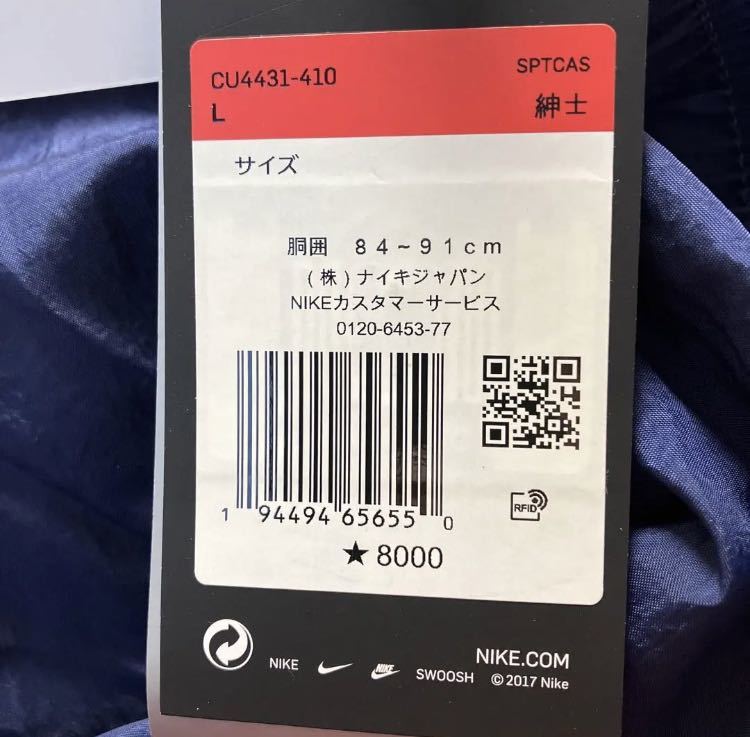 CU4431-410 SPTCAS
L 紳士
サイズ
胴囲 84~91cm
(株)ナイキジャパン
NIKEカスタマーサービス
0120-6453-77
1 94494 65655 0
RFID
★8000
NIKE NIKE SWOOSH
NIKE.COM
©2017 Nike